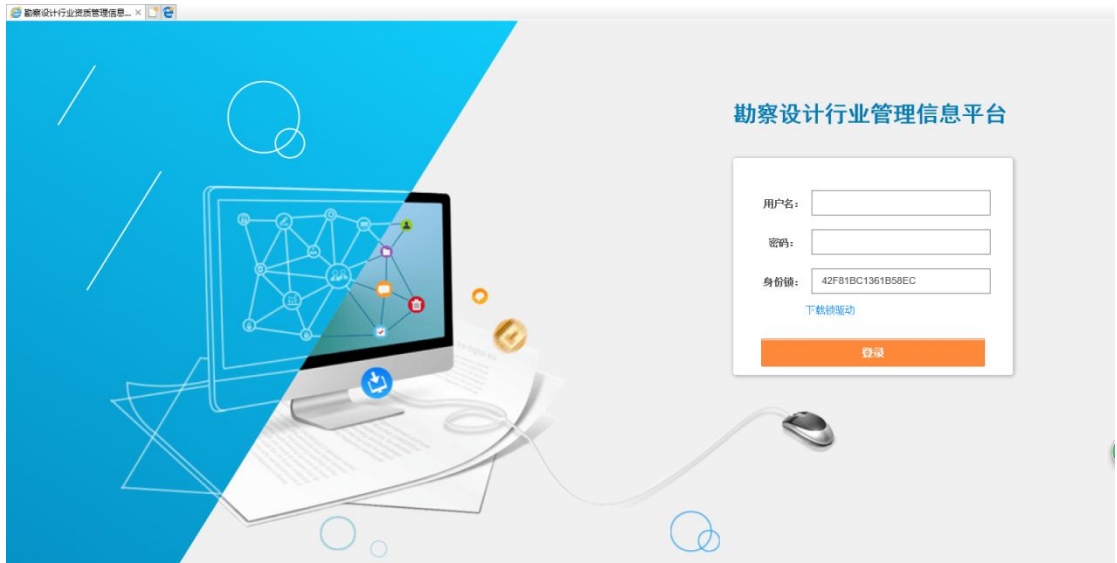 勘察设计行业资质管理信息...
勘察设计行业管理信息平台
用户名：
密码：
身份锁： 42F81BC1361B58EC
下载锁驱动
登录